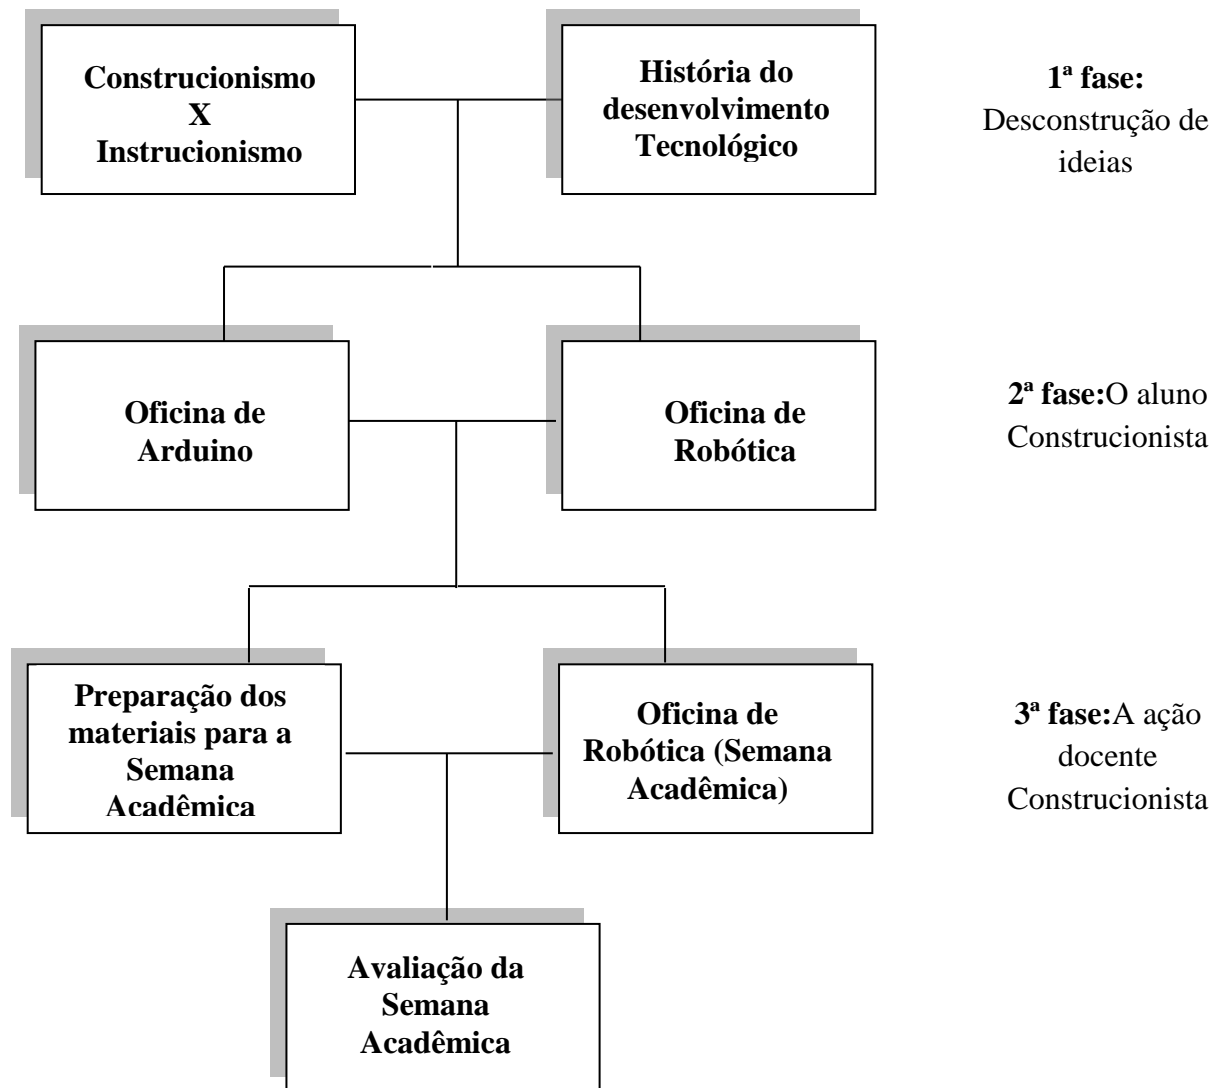 Construcionismo
X
Instrucionismo
História do
desenvolvimento
Tecnológico
1ª fase:
Desconstrução de
ideias
Oficina de
Arduino
Oficina de
Robótica
2ª fase:O aluno
Construcionista
Preparação dos
materiais para a
Semana
Acadêmica
Oficina de
Robótica (Semana
Acadêmica)
3ª fase:A ação
docente
Construcionista
Avaliação da
Semana
Acadêmica